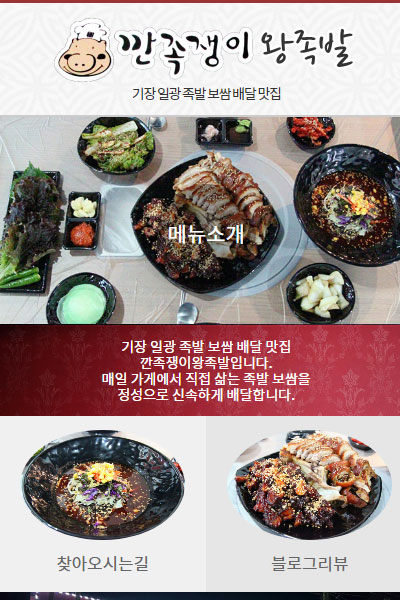 깐족쟁이 왕족발
기장 일광 족발 보쌈 배달 맛집
메뉴소개
기장 일광 족발 보쌈 배달 맛집
깐족쟁이왕족발입니다.
매일 가게에서 직접 삶는 족발 보쌈을
정성으로 신속하게 배달합니다.
찾아오시는길
블로그리뷰